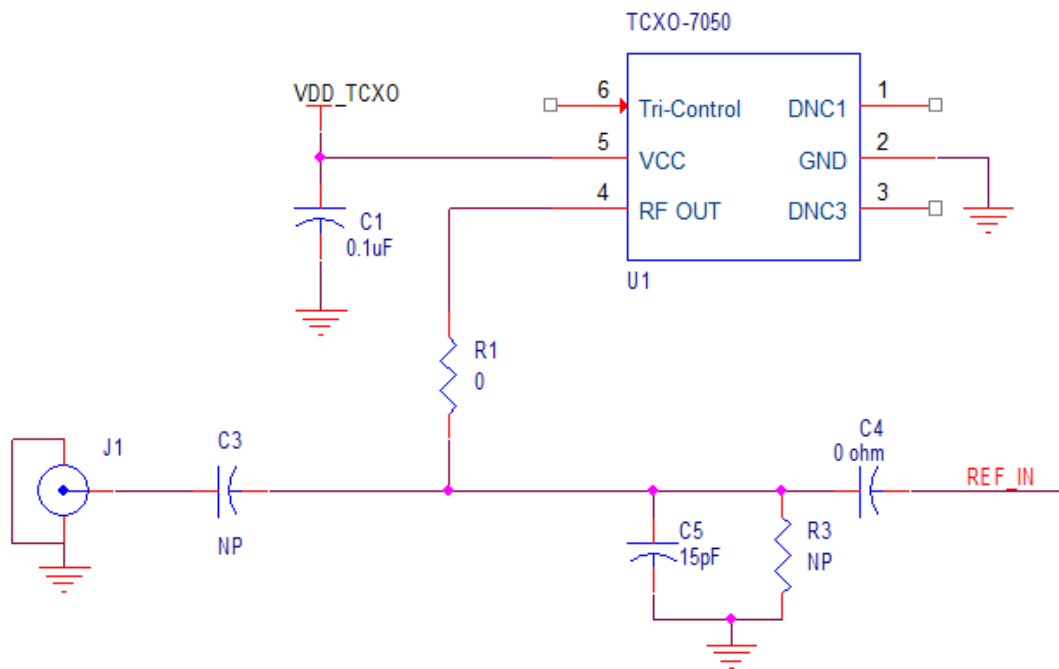 TCXO-7050
VDD_TCXO
6
Tri-Control
DNC1
1
5
VCC
GND
2
4
RF OUT
DNC3
3
C1
0.1uF
U1
R1
0
J1
C3
NP
C4
0 ohm
REF_IN
C5
15pF
R3
NP